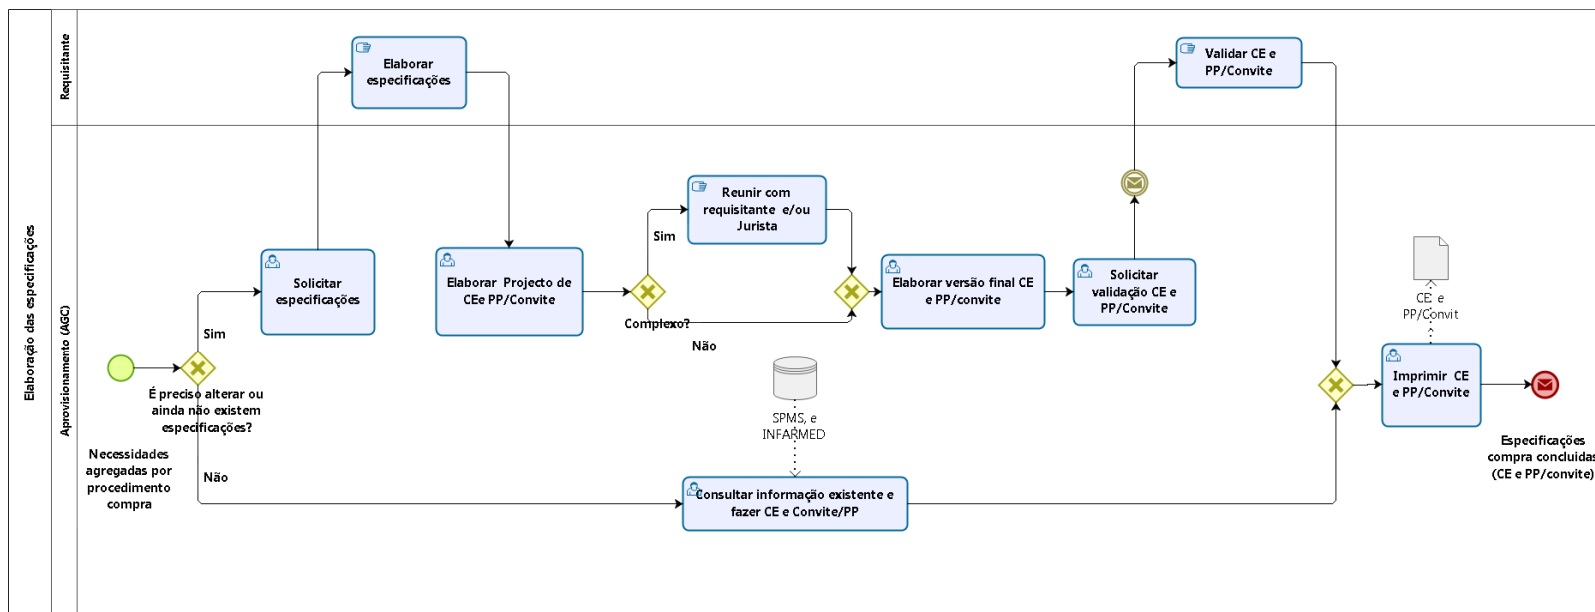 Elaboração das especificações
Requisitante
Aprovisionamento (AGC)
Elaborar
especificações
Validar CE e
PP/Convite
Reunir com
requisitante e/ou
Jurista
Sim
Solicitar
especificações
Elaborar Projecto de
CEe PP/Convite
Complexo?
Não
Elaborar versão final CE
e PP/convite
Solicitar
validação CE e
PP/Convite
Sim
É preciso alterar ou
ainda não existem
especificações?
Necessidades
agregadas por
procedimento
compra
Não
SPMS, e
INFARMED
Consultar informação existente e
fazer CE e Convite/PP
CE e
PP/Convit
Imprimir CE
e PP/Convite
Especificações
compra concluidas
(CE e PP/convite)